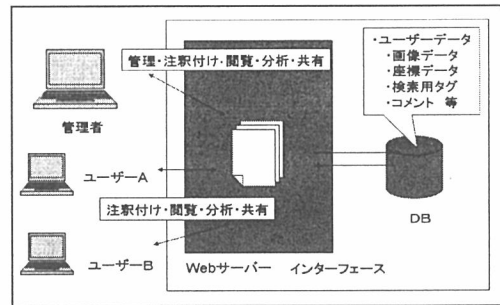 ・ユーザーデータ
・画像データ
・座標データ
・検索用タグ
・コメント 等
管理・注釈付け・閲覧・分析・共有
管理者
ユーザーA
注釈付け・閲覧・分析・共有
DB
ユーザーB
Webサーバー インターフェース